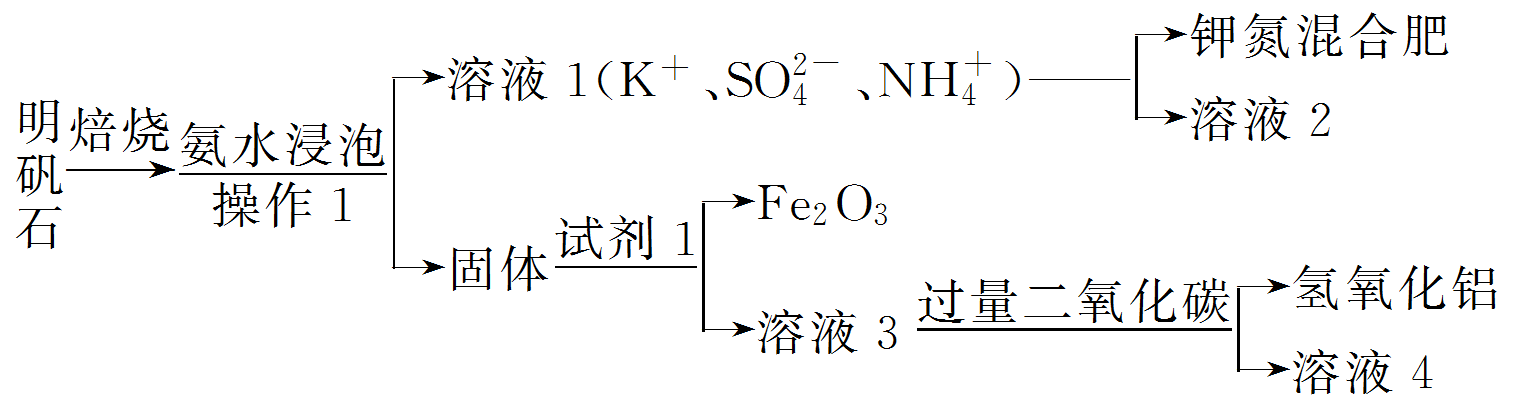 明矾石
焙烧
氨水浸泡
操作 1
溶液 1(K⁺、SO₄²⁻、NH₄⁺)
钾氮混合肥
溶液 2
固体
试剂 1
Fe₂O₃
溶液 3
过量二氧化碳
氢氧化铝
溶液 4